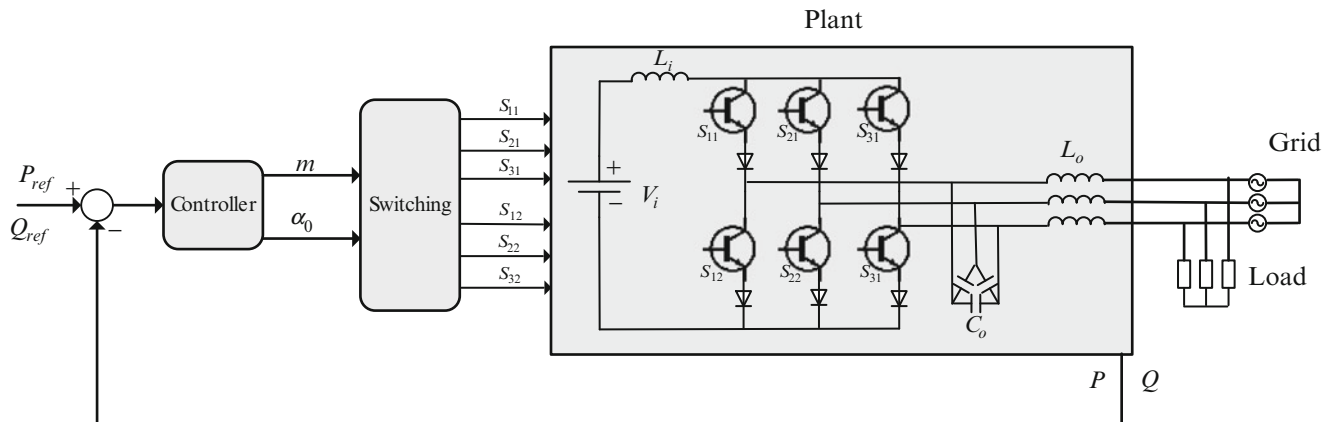 Plant
L_i
S_11
S_21
S_31
S_11
S_21
S_31
L_o
Grid
P_ref
+
m
Controller
Switching
+
−
V_i
Q_ref
−
α_0
S_12
S_22
S_32
S_12
S_22
S_31
C_o
Load
P
Q